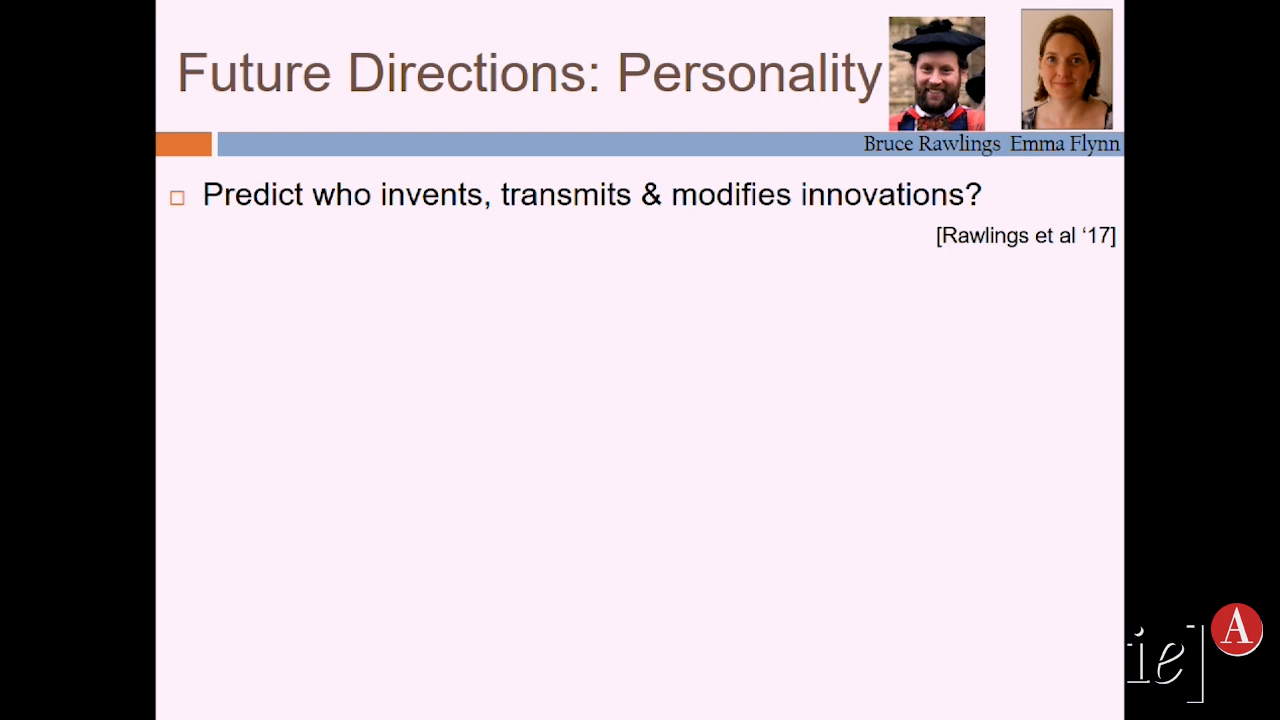 Future Directions: Personality
Bruce Rawlings Emma Flynn
Predict who invents, transmits & modifies innovations?
[Rawlings et al ‘17]
ie]
A